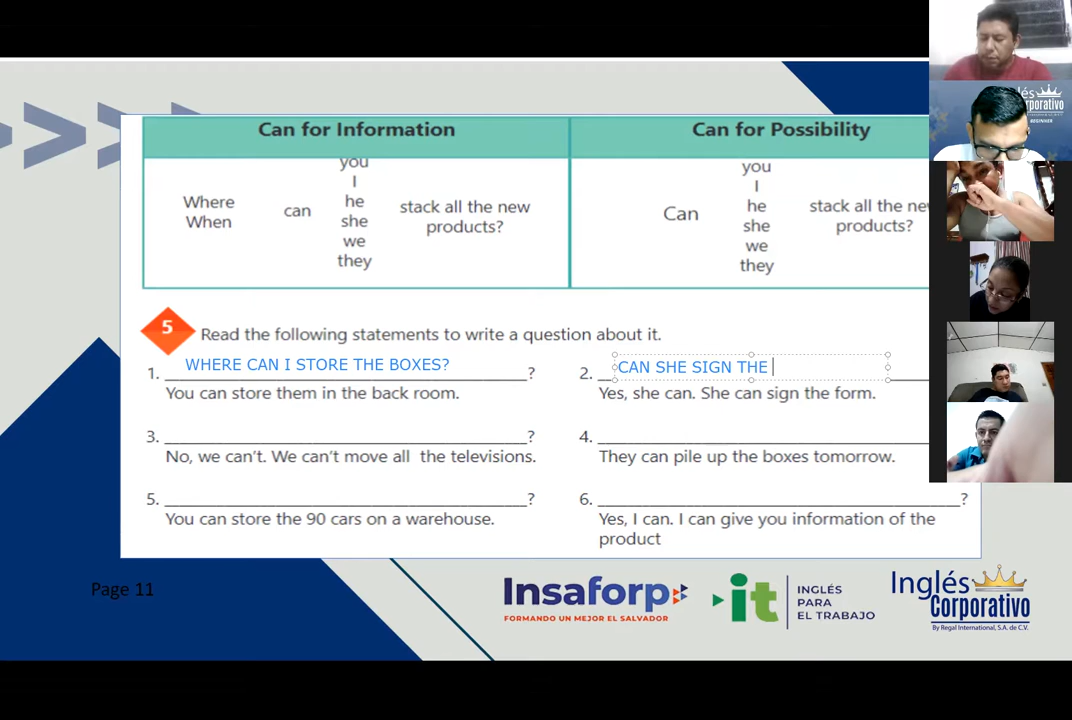 Can for Information
Can for Possibility
Where
When
can
you
I
he
she
we
they
stack all the new
products?
Can
you
I
he
she
we
they
stack all the
products?
5
Read the following statements to write a question about it.
1. WHERE CAN I STORE THE BOXES? ?
You can store them in the back room.
2. CAN SHE SIGN THE
Yes, she can. She can sign the form.
3. ?
No, we can't. We can't move all the televisions.
4.
They can pile up the boxes tomorrow.
5. ?
You can store the 90 cars on a warehouse.
6. ?
Yes, I can. I can give you information of the
product
Page 11
Insaforp
FORMANDO UN MEJOR EL SALVADOR
it
INGLÉS
PARA
EL TRABAJO
Inglés
Corporativo
By Regal International, S.A. de C.V.
lés
orporativo